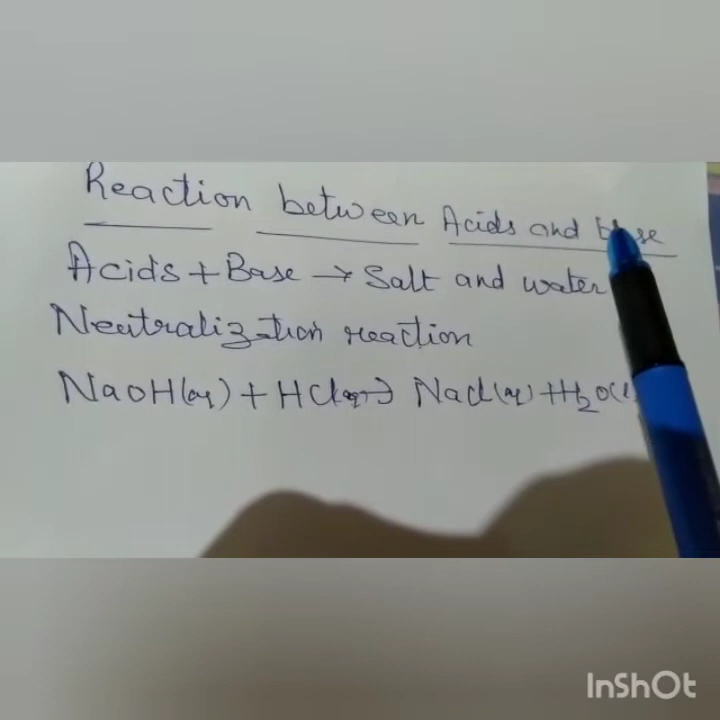 Reaction between Acids and base
Acids + Base → Salt and water
Neutralization reaction
NaOH(aq) + HCl(aq) → NaCl(aq) + H₂O(l
InShOt